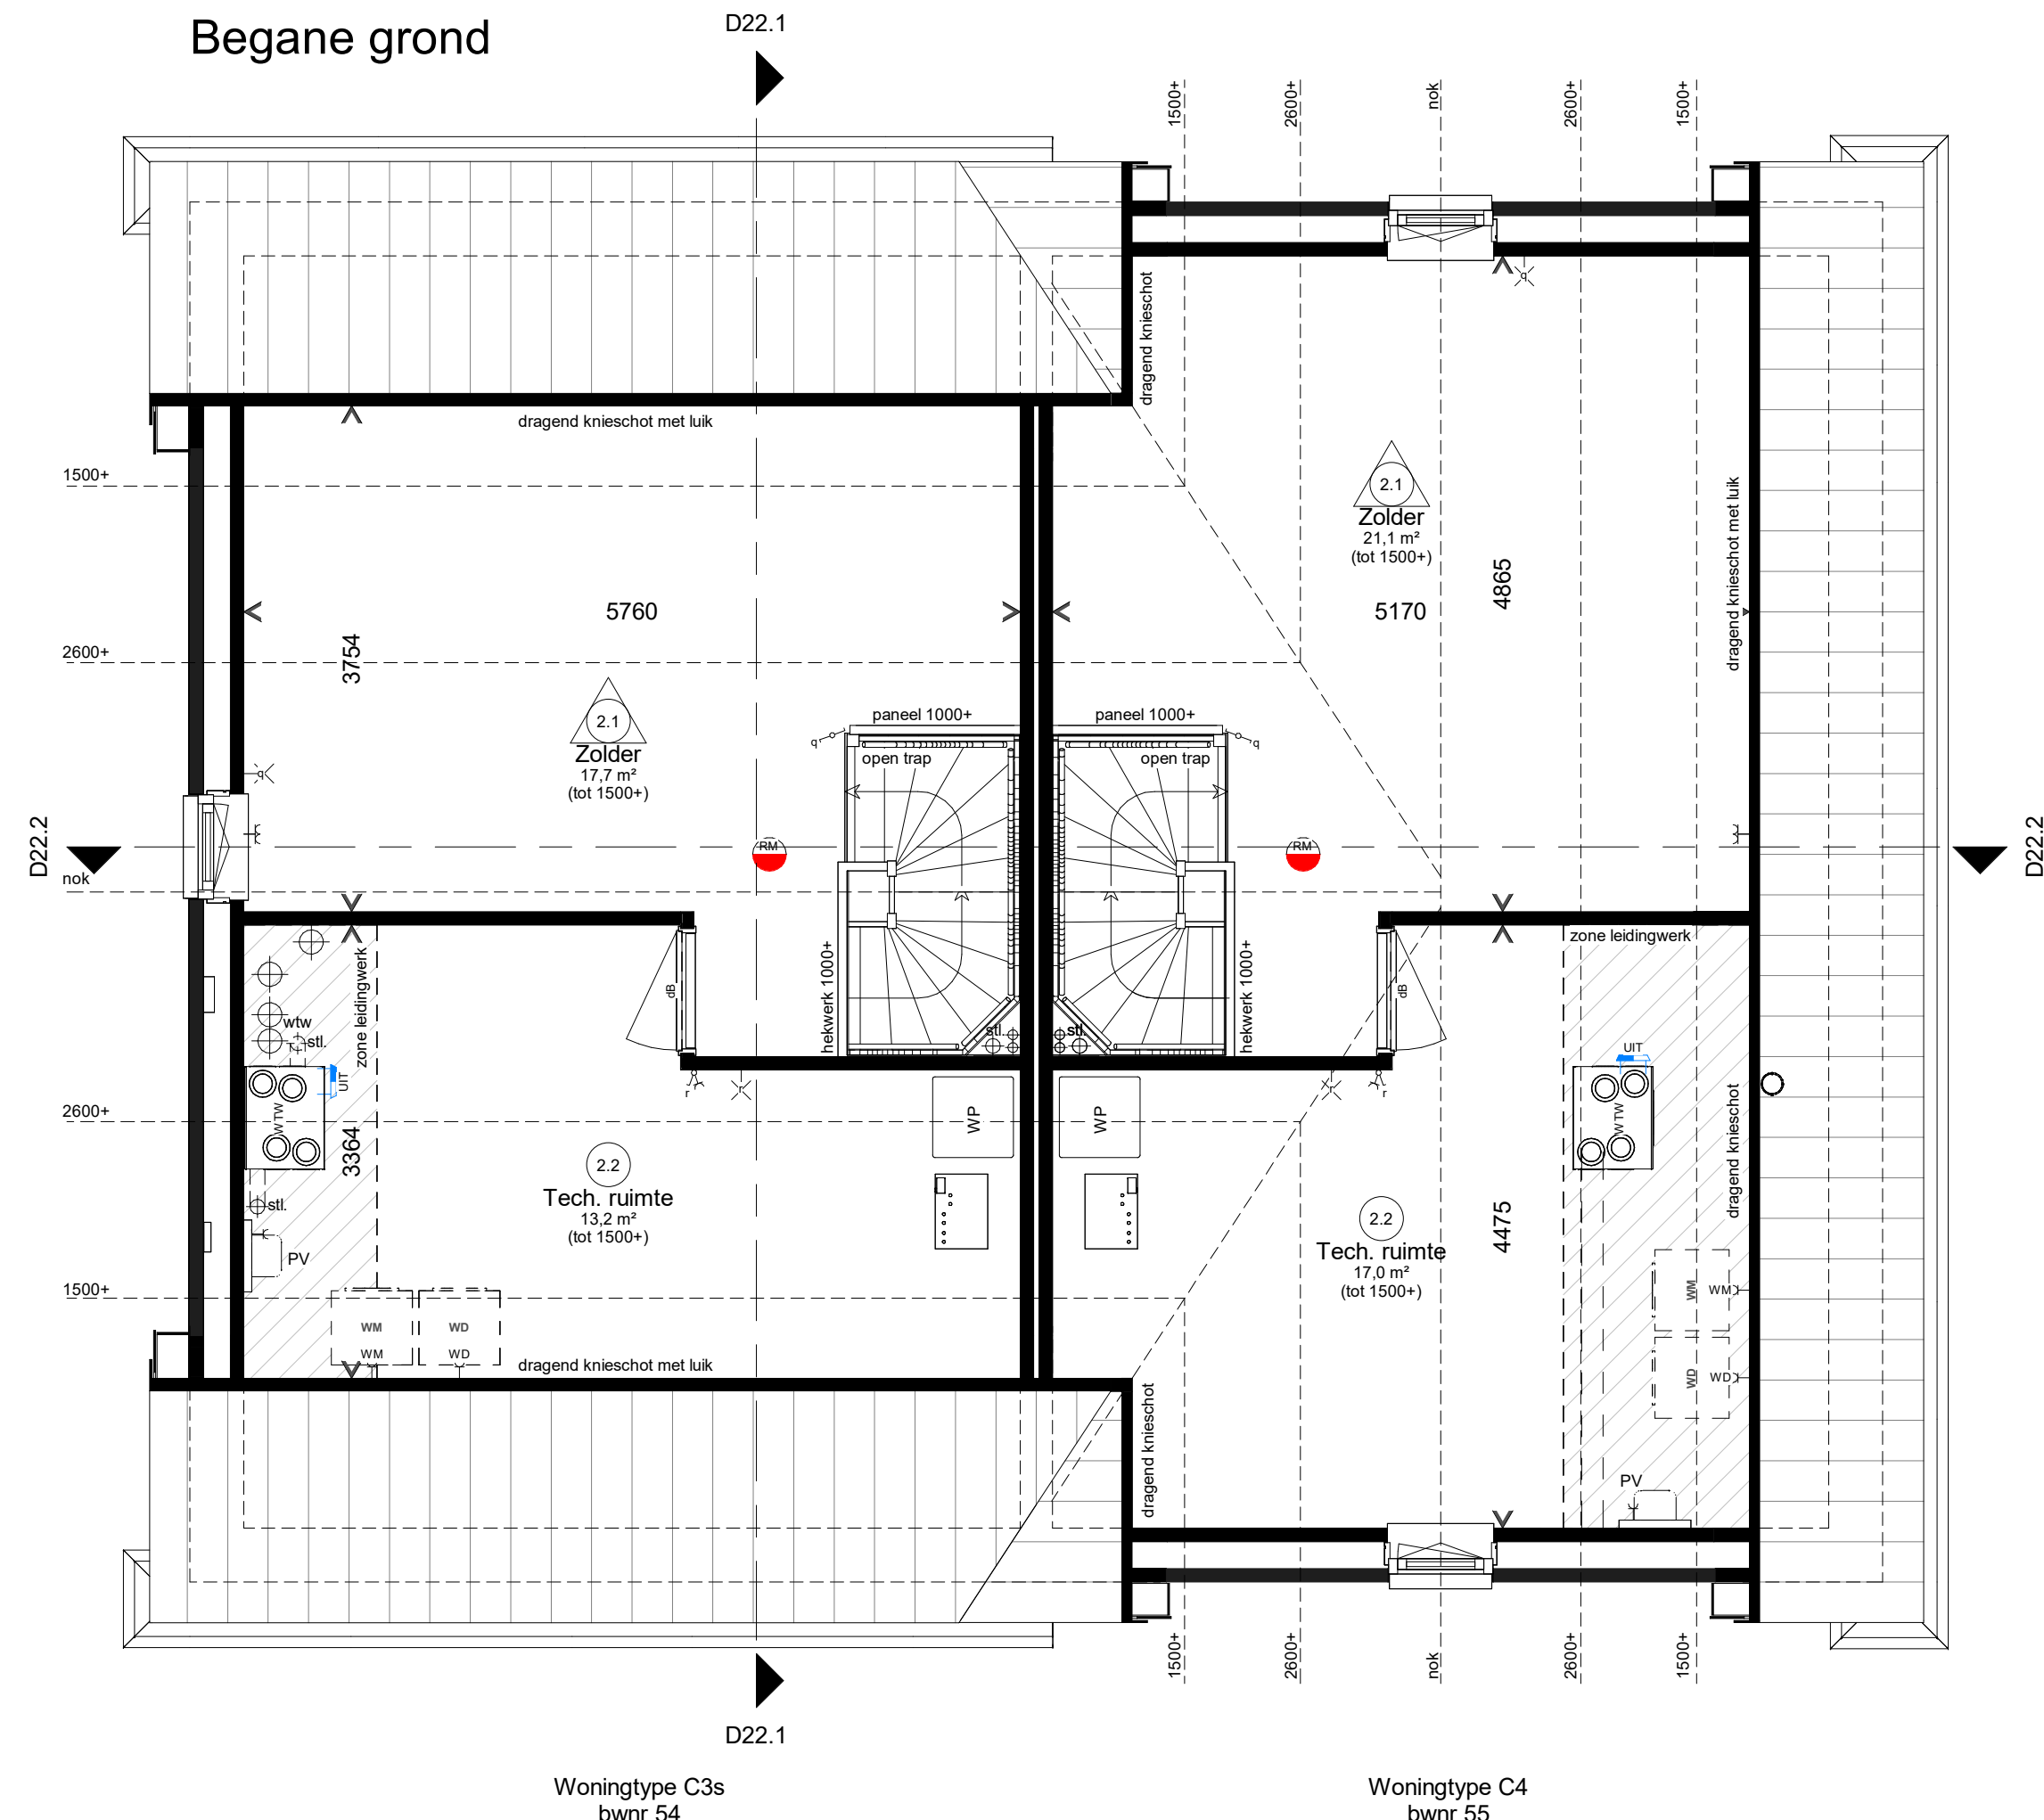 Begane grond
D22.1
1500+
2600+
nok
2600+
1500+
dragend knieschot
dragend knieschot met luik
q
1500+
2.1
Zolder
21,1 m²
(tot 1500+)
dragend knieschot met luik
4865
5760
5170
3754
2600+
2.1
Zolder
17,7 m²
(tot 1500+)
paneel 1000+
paneel 1000+
q
q
open trap
open trap
q
D22.2
D22.2
RM
RM
nok
zone leidingwerk
zone leidingwerk
hekwerk 1000+
hekwerk 1000+
dB
dB
wtw
stl.
stl.
stl.
UIT
UIT
r
r
r
r
WTW
WTW
WP
WP
2600+
3364
dragend knieschot
2.2
Tech. ruimte
13,2 m²
(tot 1500+)
stl.
2.2
Tech. ruimte
17,0 m²
(tot 1500+)
4475
PV
1500+
WM
WD
WM
WD
WM
WM
WD
WD
dragend knieschot met luik
dragend knieschot
PV
1500+
2600+
nok
2600+
1500+
D22.1
Woningtype C3s
bwnr 54
Woningtype C4
bwnr 55